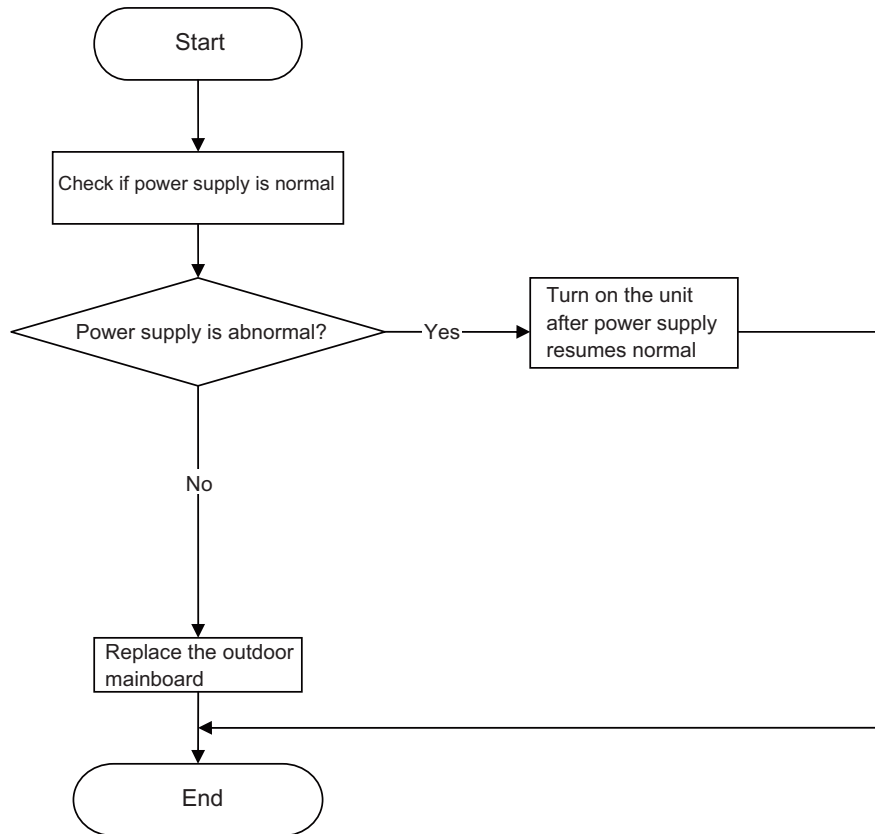 Start
Check if power supply is normal
Power supply is abnormal?
Yes
Turn on the unit
after power supply
resumes normal
No
Replace the outdoor
mainboard
End